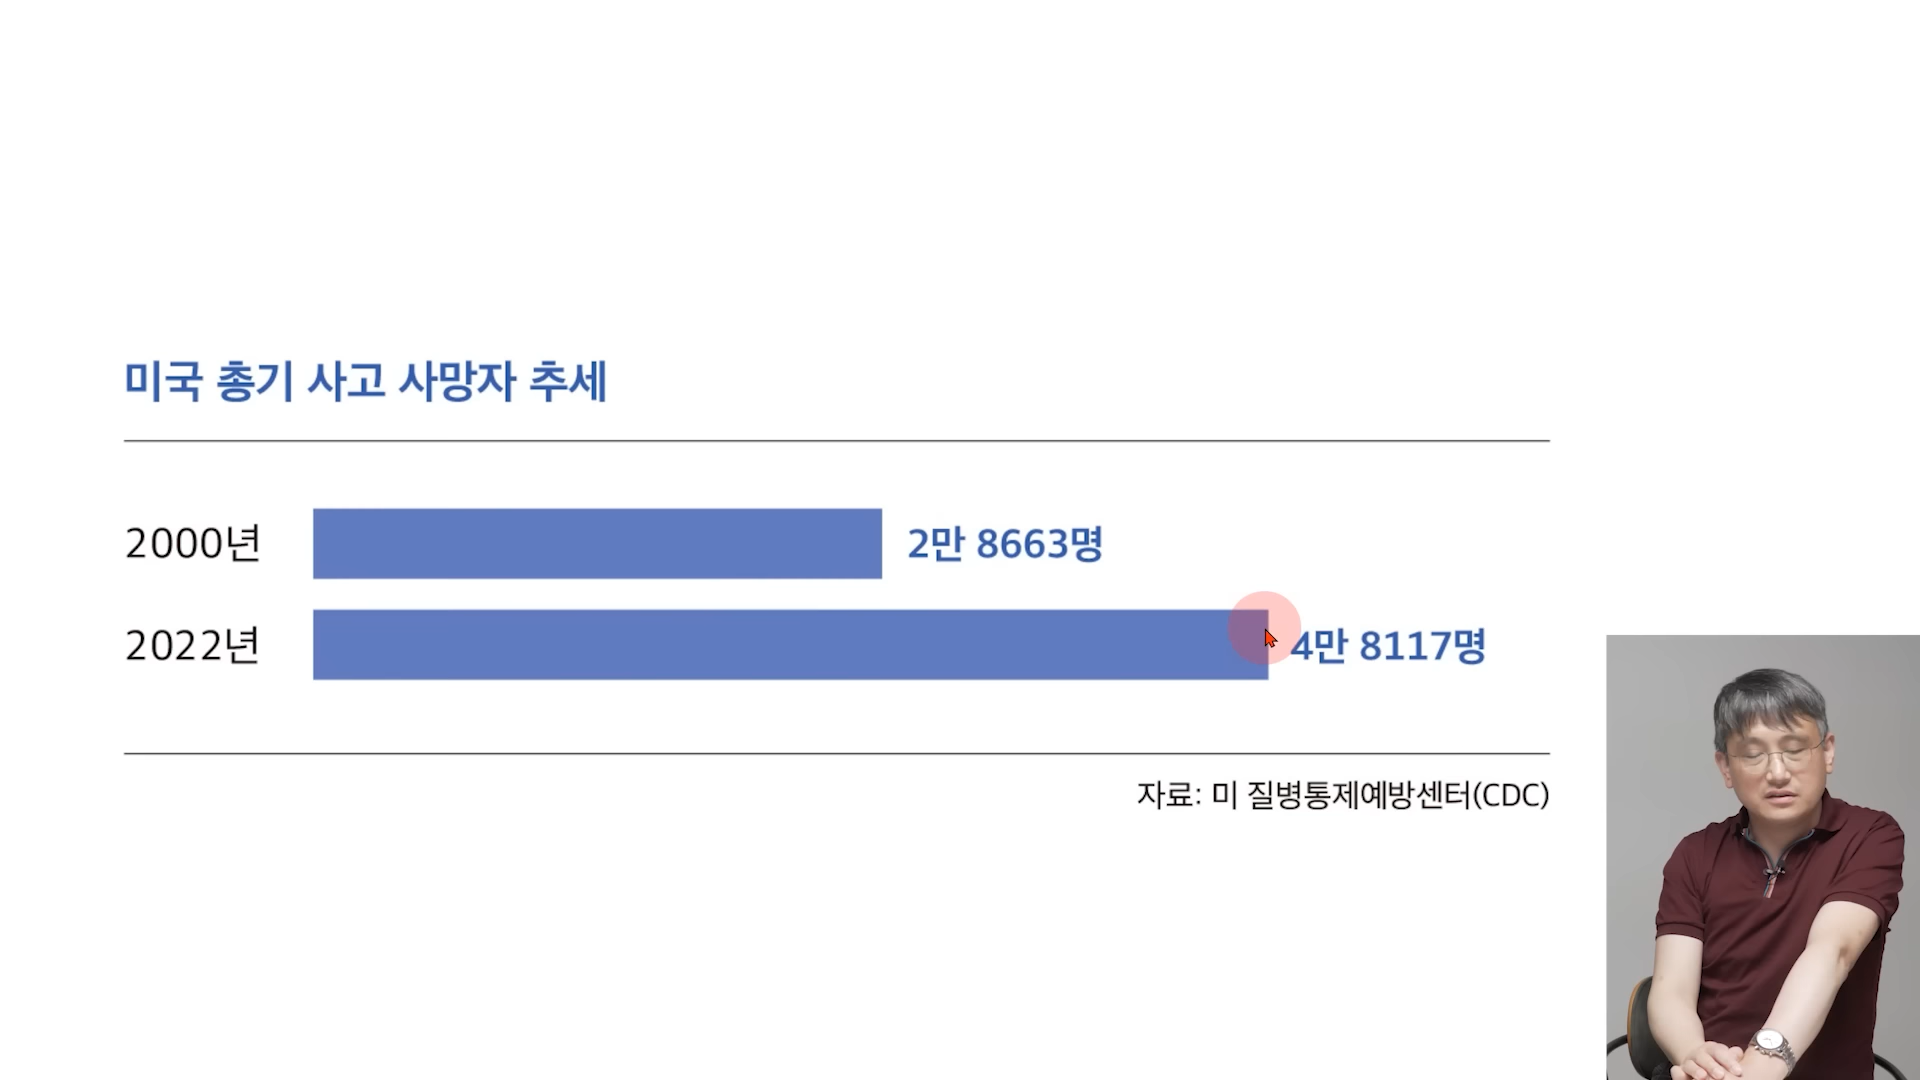 미국 총기 사고 사망자 추세
2000년 2만 8663명
2022년 4만 8117명
자료: 미 질병통제예방센터(CDC)